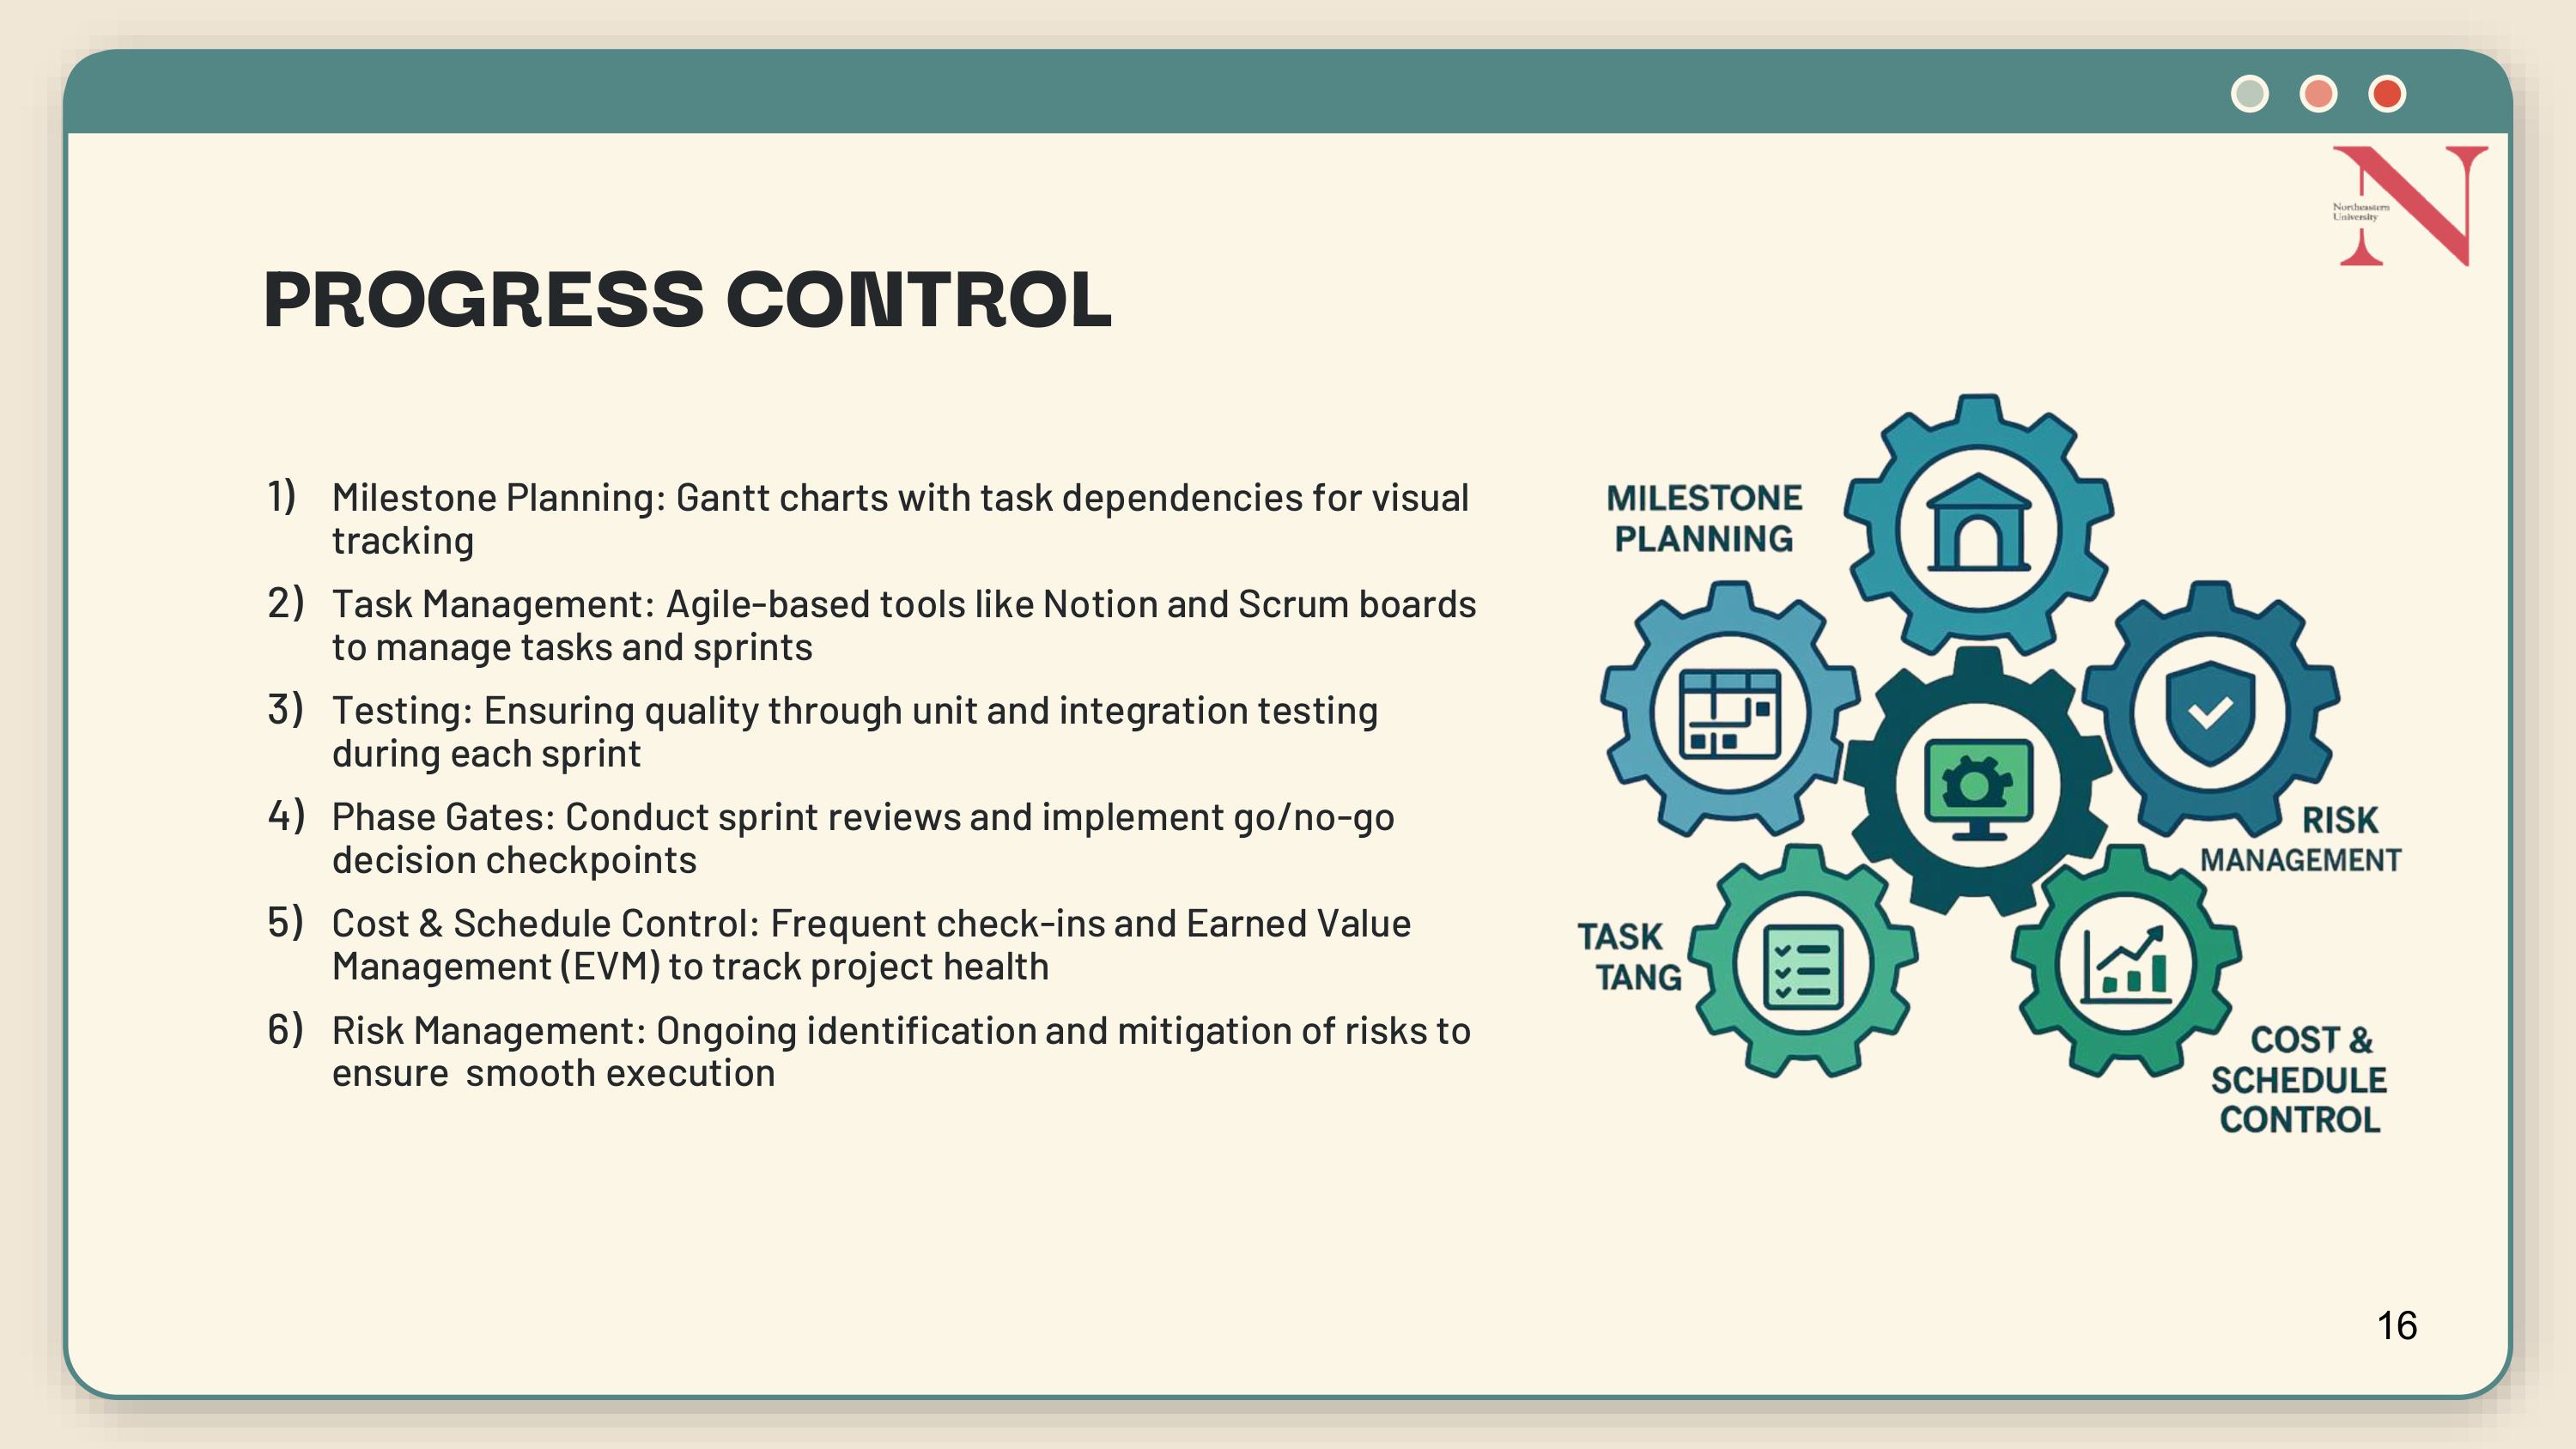 Northeastern
University
PROGRESS CONTROL
1) Milestone Planning: Gantt charts with task dependencies for visual
tracking
2) Task Management: Agile-based tools like Notion and Scrum boards
to manage tasks and sprints
3) Testing: Ensuring quality through unit and integration testing
during each sprint
4) Phase Gates: Conduct sprint reviews and implement go/no-go
decision checkpoints
5) Cost & Schedule Control: Frequent check-ins and Earned Value
Management (EVM) to track project health
6) Risk Management: Ongoing identification and mitigation of risks to
ensure  smooth execution
MILESTONE
PLANNING
RISK
MANAGEMENT
TASK
TANG
COST &
SCHEDULE
CONTROL
16